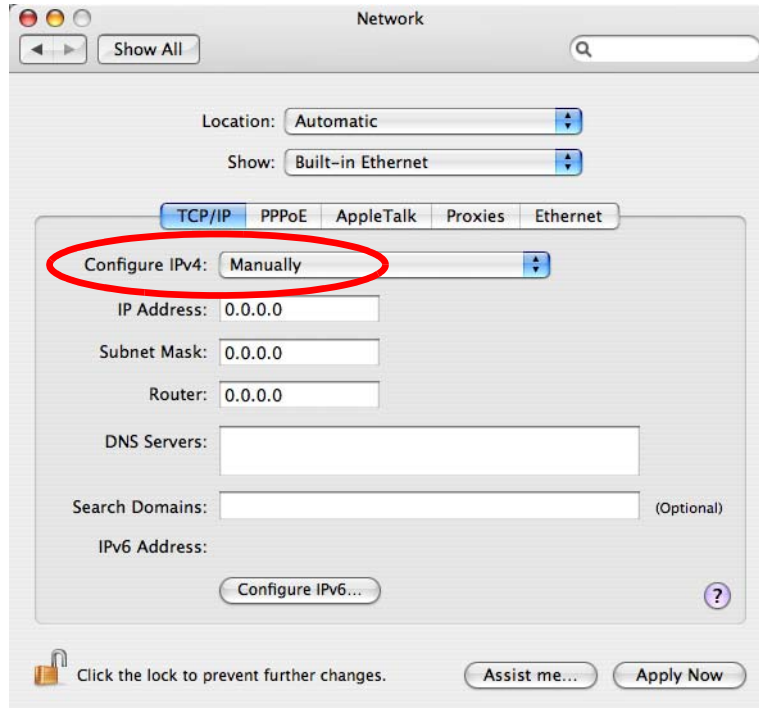 Network
Show All
Location: Automatic
Show: Built-in Ethernet
TCP/IP PPPoE AppleTalk Proxies Ethernet
Configure IPv4: Manually
IP Address: 0.0.0.0
Subnet Mask: 0.0.0.0
Router: 0.0.0.0
DNS Servers:
Search Domains: (Optional)
IPv6 Address:
Configure IPv6...
?
Click the lock to prevent further changes. Assist me... Apply Now